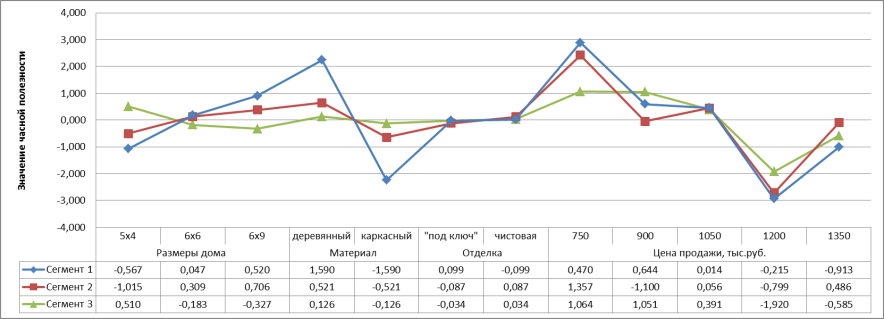 4,000
3,000
2,000
1,000
0,000
-1,000
-2,000
-3,000
-4,000
Значение часной полезности
5х4 6х6 6х9 деревянный каркасный "под ключ" чистовая 750 900 1050 1200 1350
Размеры дома Материал Отделка Цена продажи, тыс.руб.
Сегмент 1 -0,567 0,047 0,520 1,590 -1,590 0,099 -0,099 0,470 0,644 0,014 -0,215 -0,913
Сегмент 2 -1,015 0,309 0,706 0,521 -0,521 -0,087 0,087 1,357 -1,100 0,056 -0,799 0,486
Сегмент 3 0,510 -0,183 -0,327 0,126 -0,126 -0,034 0,034 1,064 1,051 0,391 -1,920 -0,585